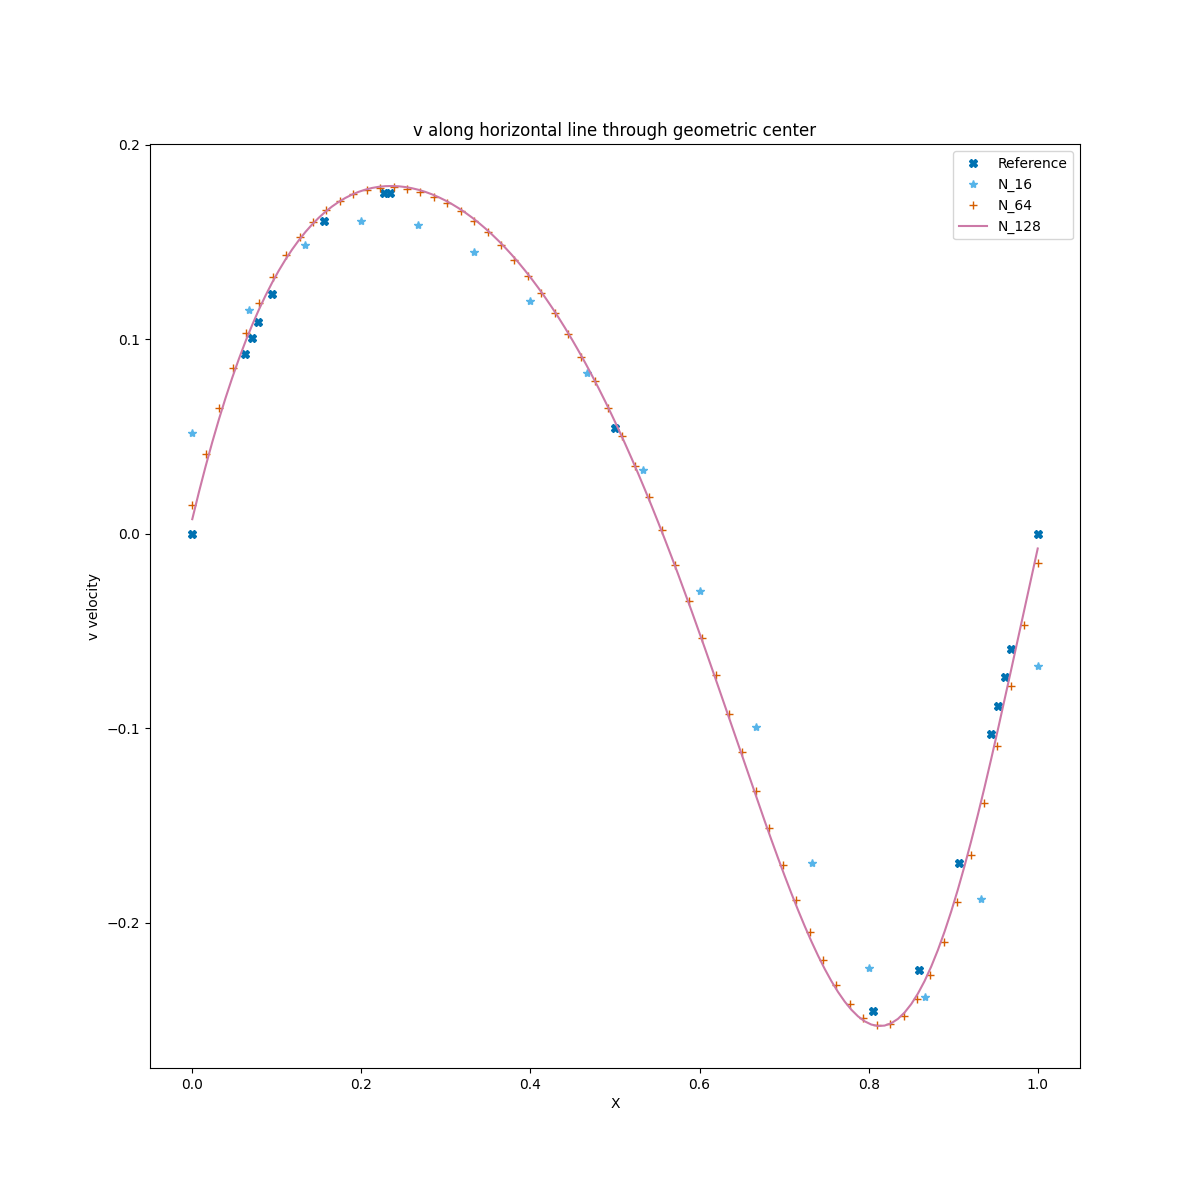 v along horizontal line through geometric center
Reference
N_16
N_64
N_128
0.2
0.1
0.0
−0.1
−0.2
v velocity
0.0 0.2 0.4 0.6 0.8 1.0
X